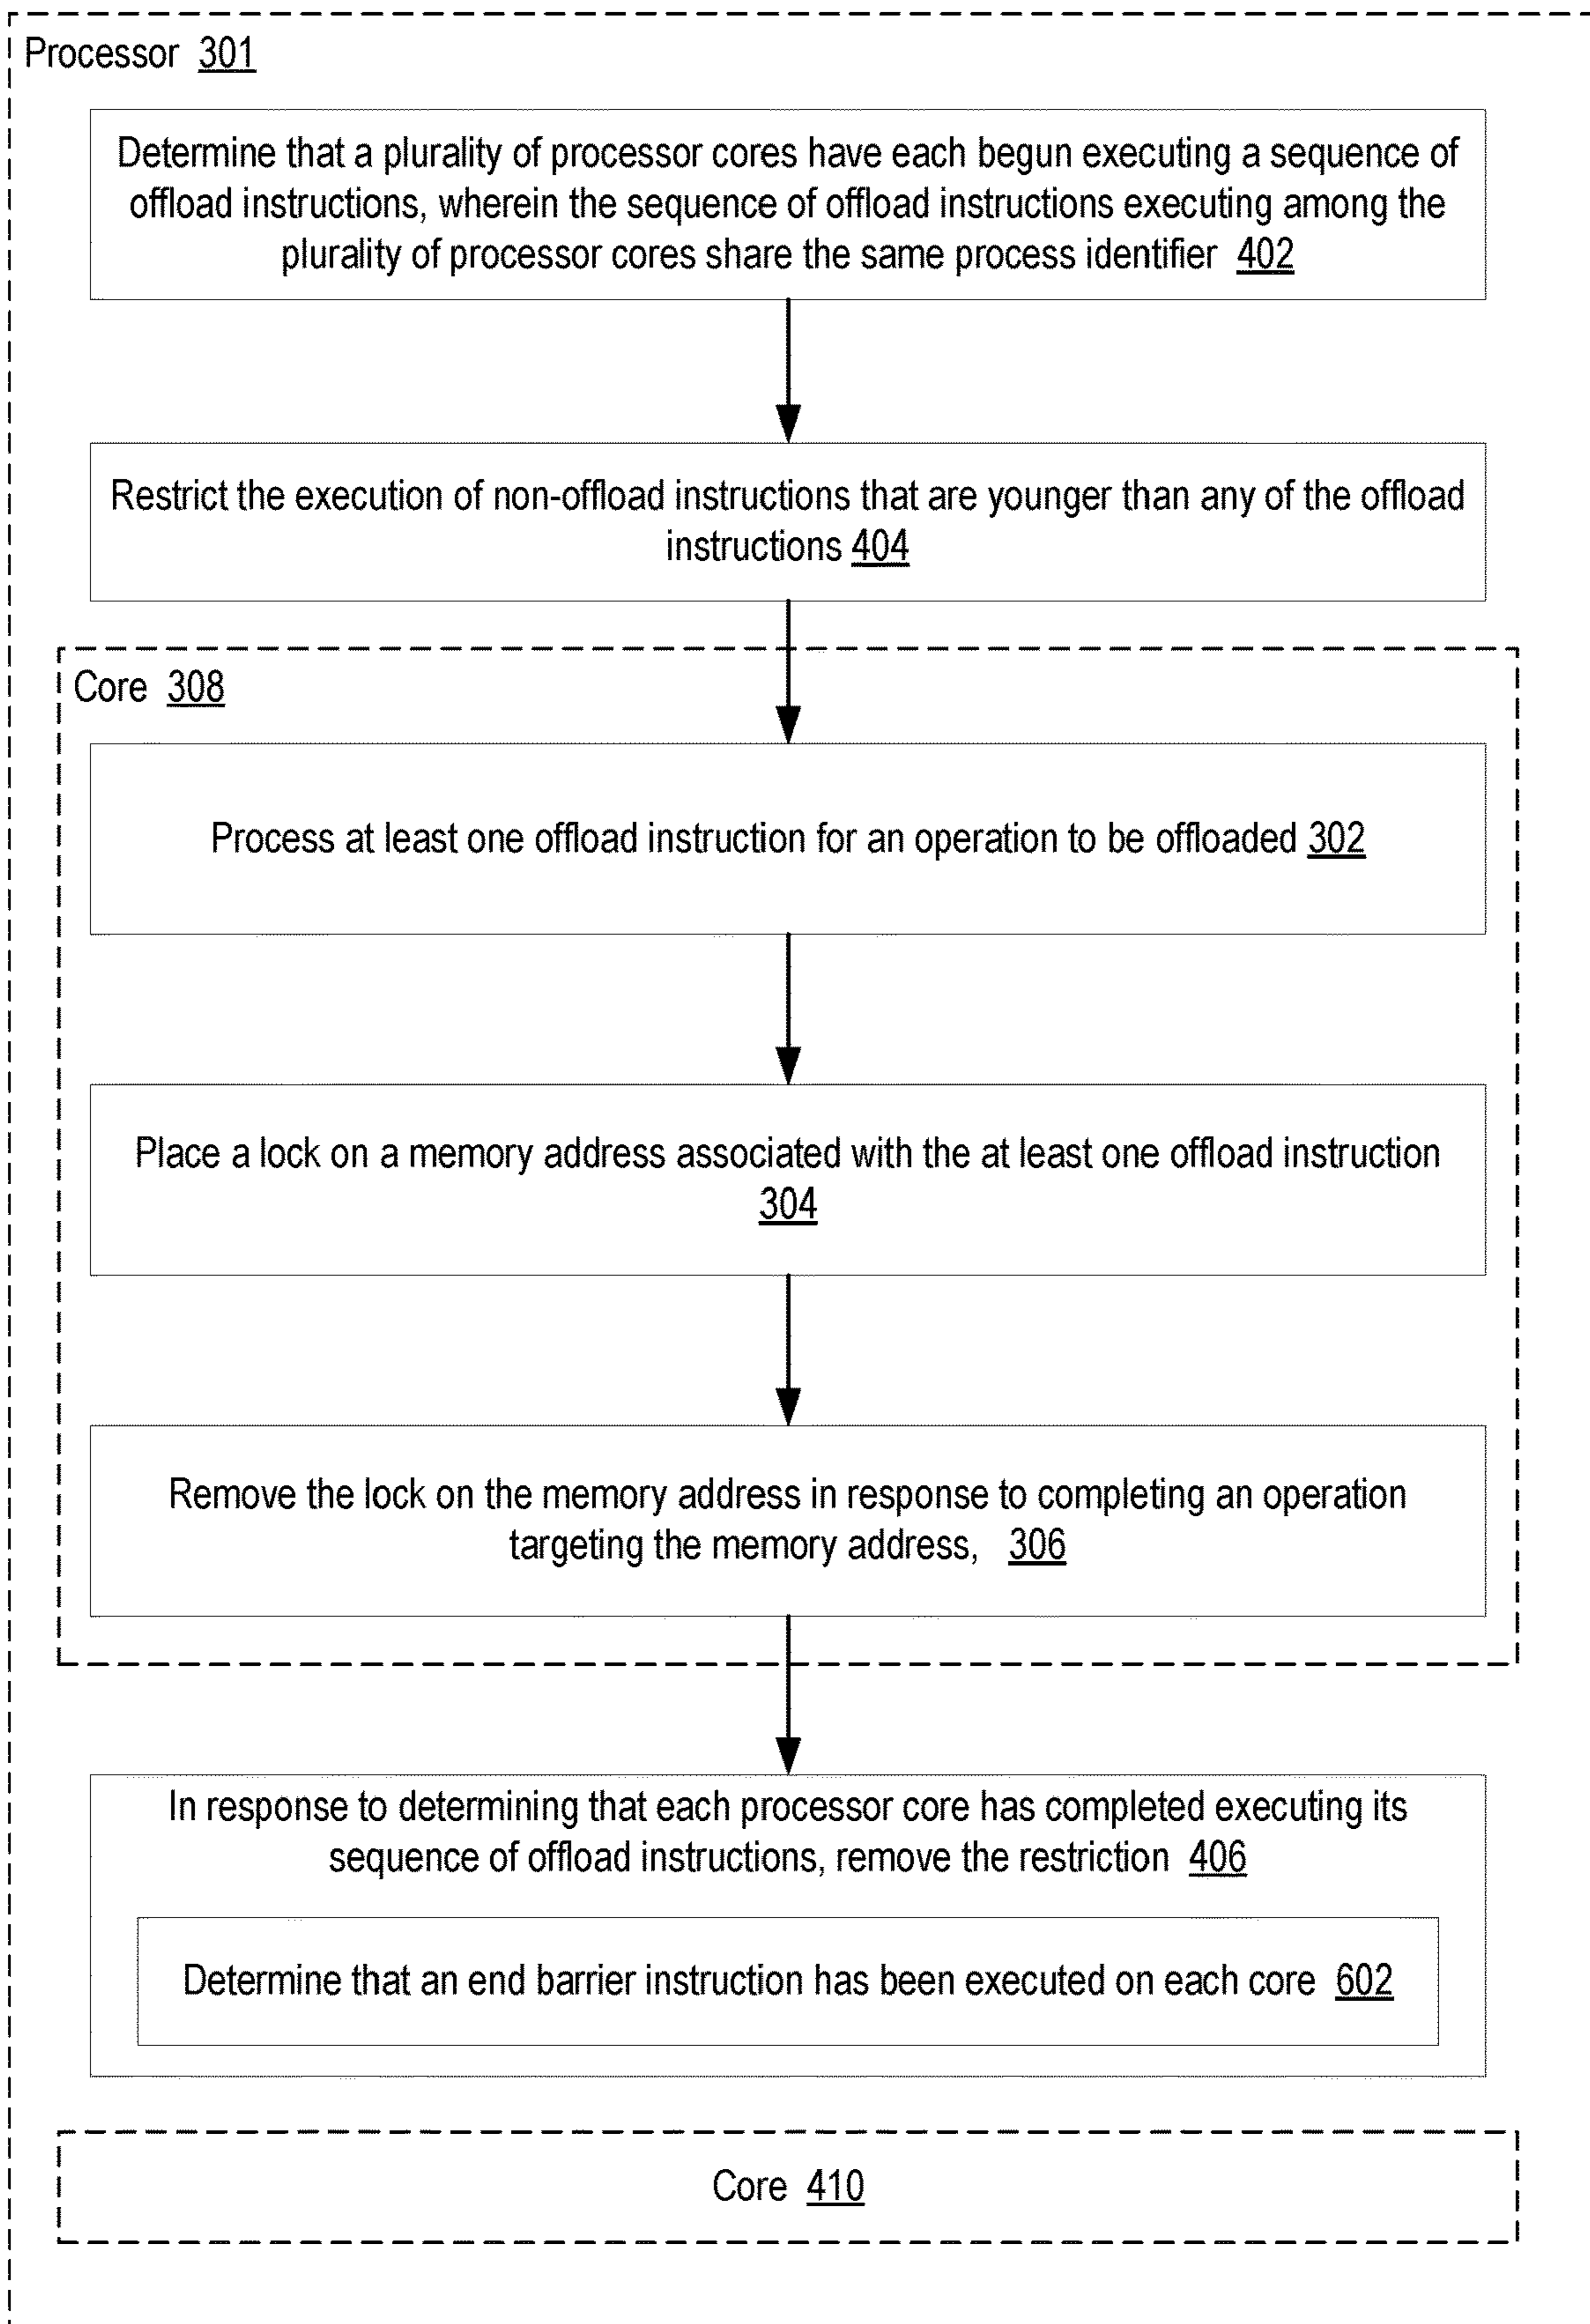 Processor 301
Determine that a plurality of processor cores have each begun executing a sequence of
offload instructions, wherein the sequence of offload instructions executing among the
plurality of processor cores share the same process identifier 402
Restrict the execution of non-offload instructions that are younger than any of the offload
instructions 404
Core 308
Process at least one offload instruction for an operation to be offloaded 302
Place a lock on a memory address associated with the at least one offload instruction
304
Remove the lock on the memory address in response to completing an operation
targeting the memory address, 306
In response to determining that each processor core has completed executing its
sequence of offload instructions, remove the restriction 406
Determine that an end barrier instruction has been executed on each core 602
Core 410